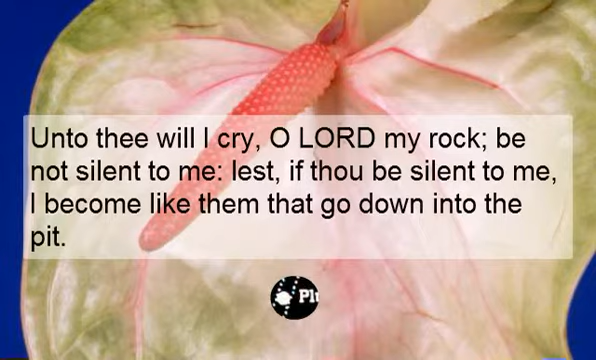 Unto thee will I cry, O LORD my rock; be
not silent to me: lest, if thou be silent to me,
I become like them that go down into the
pit.